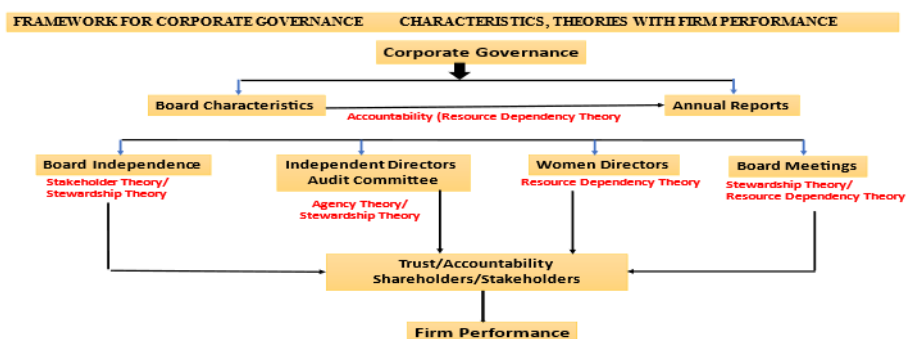 FRAMEWORK FOR CORPORATE GOVERNANCE CHARACTERISTICS, THEORIES WITH FIRM PERFORMANCE
Corporate Governance
Board Characteristics
Annual Reports
Accountability (Resource Dependency Theory
Board Independence
Stakeholder Theory/
Stewardship Theory
Independent Directors
Audit Committee
Agency Theory/
Stewardship Theory
Women Directors
Resource Dependency Theory
Board Meetings
Stewardship Theory/
Resource Dependency Theory
Trust/Accountability
Shareholders/Stakeholders
Firm Performance